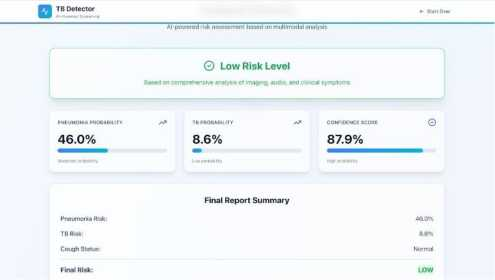 TB Detector
AI-Powered Screening
← Start Over
AI-powered risk assessment based on multimodal analysis
Low Risk Level
Based on comprehensive analysis of imaging, audio, and clinical symptoms
PNEUMONIA PROBABILITY
46.0%
Moderate probability
TB PROBABILITY
8.6%
Low probability
CONFIDENCE SCORE
87.9%
High probability
Final Report Summary
Pneumonia Risk: 46.0%
TB Risk: 8.6%
Cough Status: Normal
Final Risk: LOW